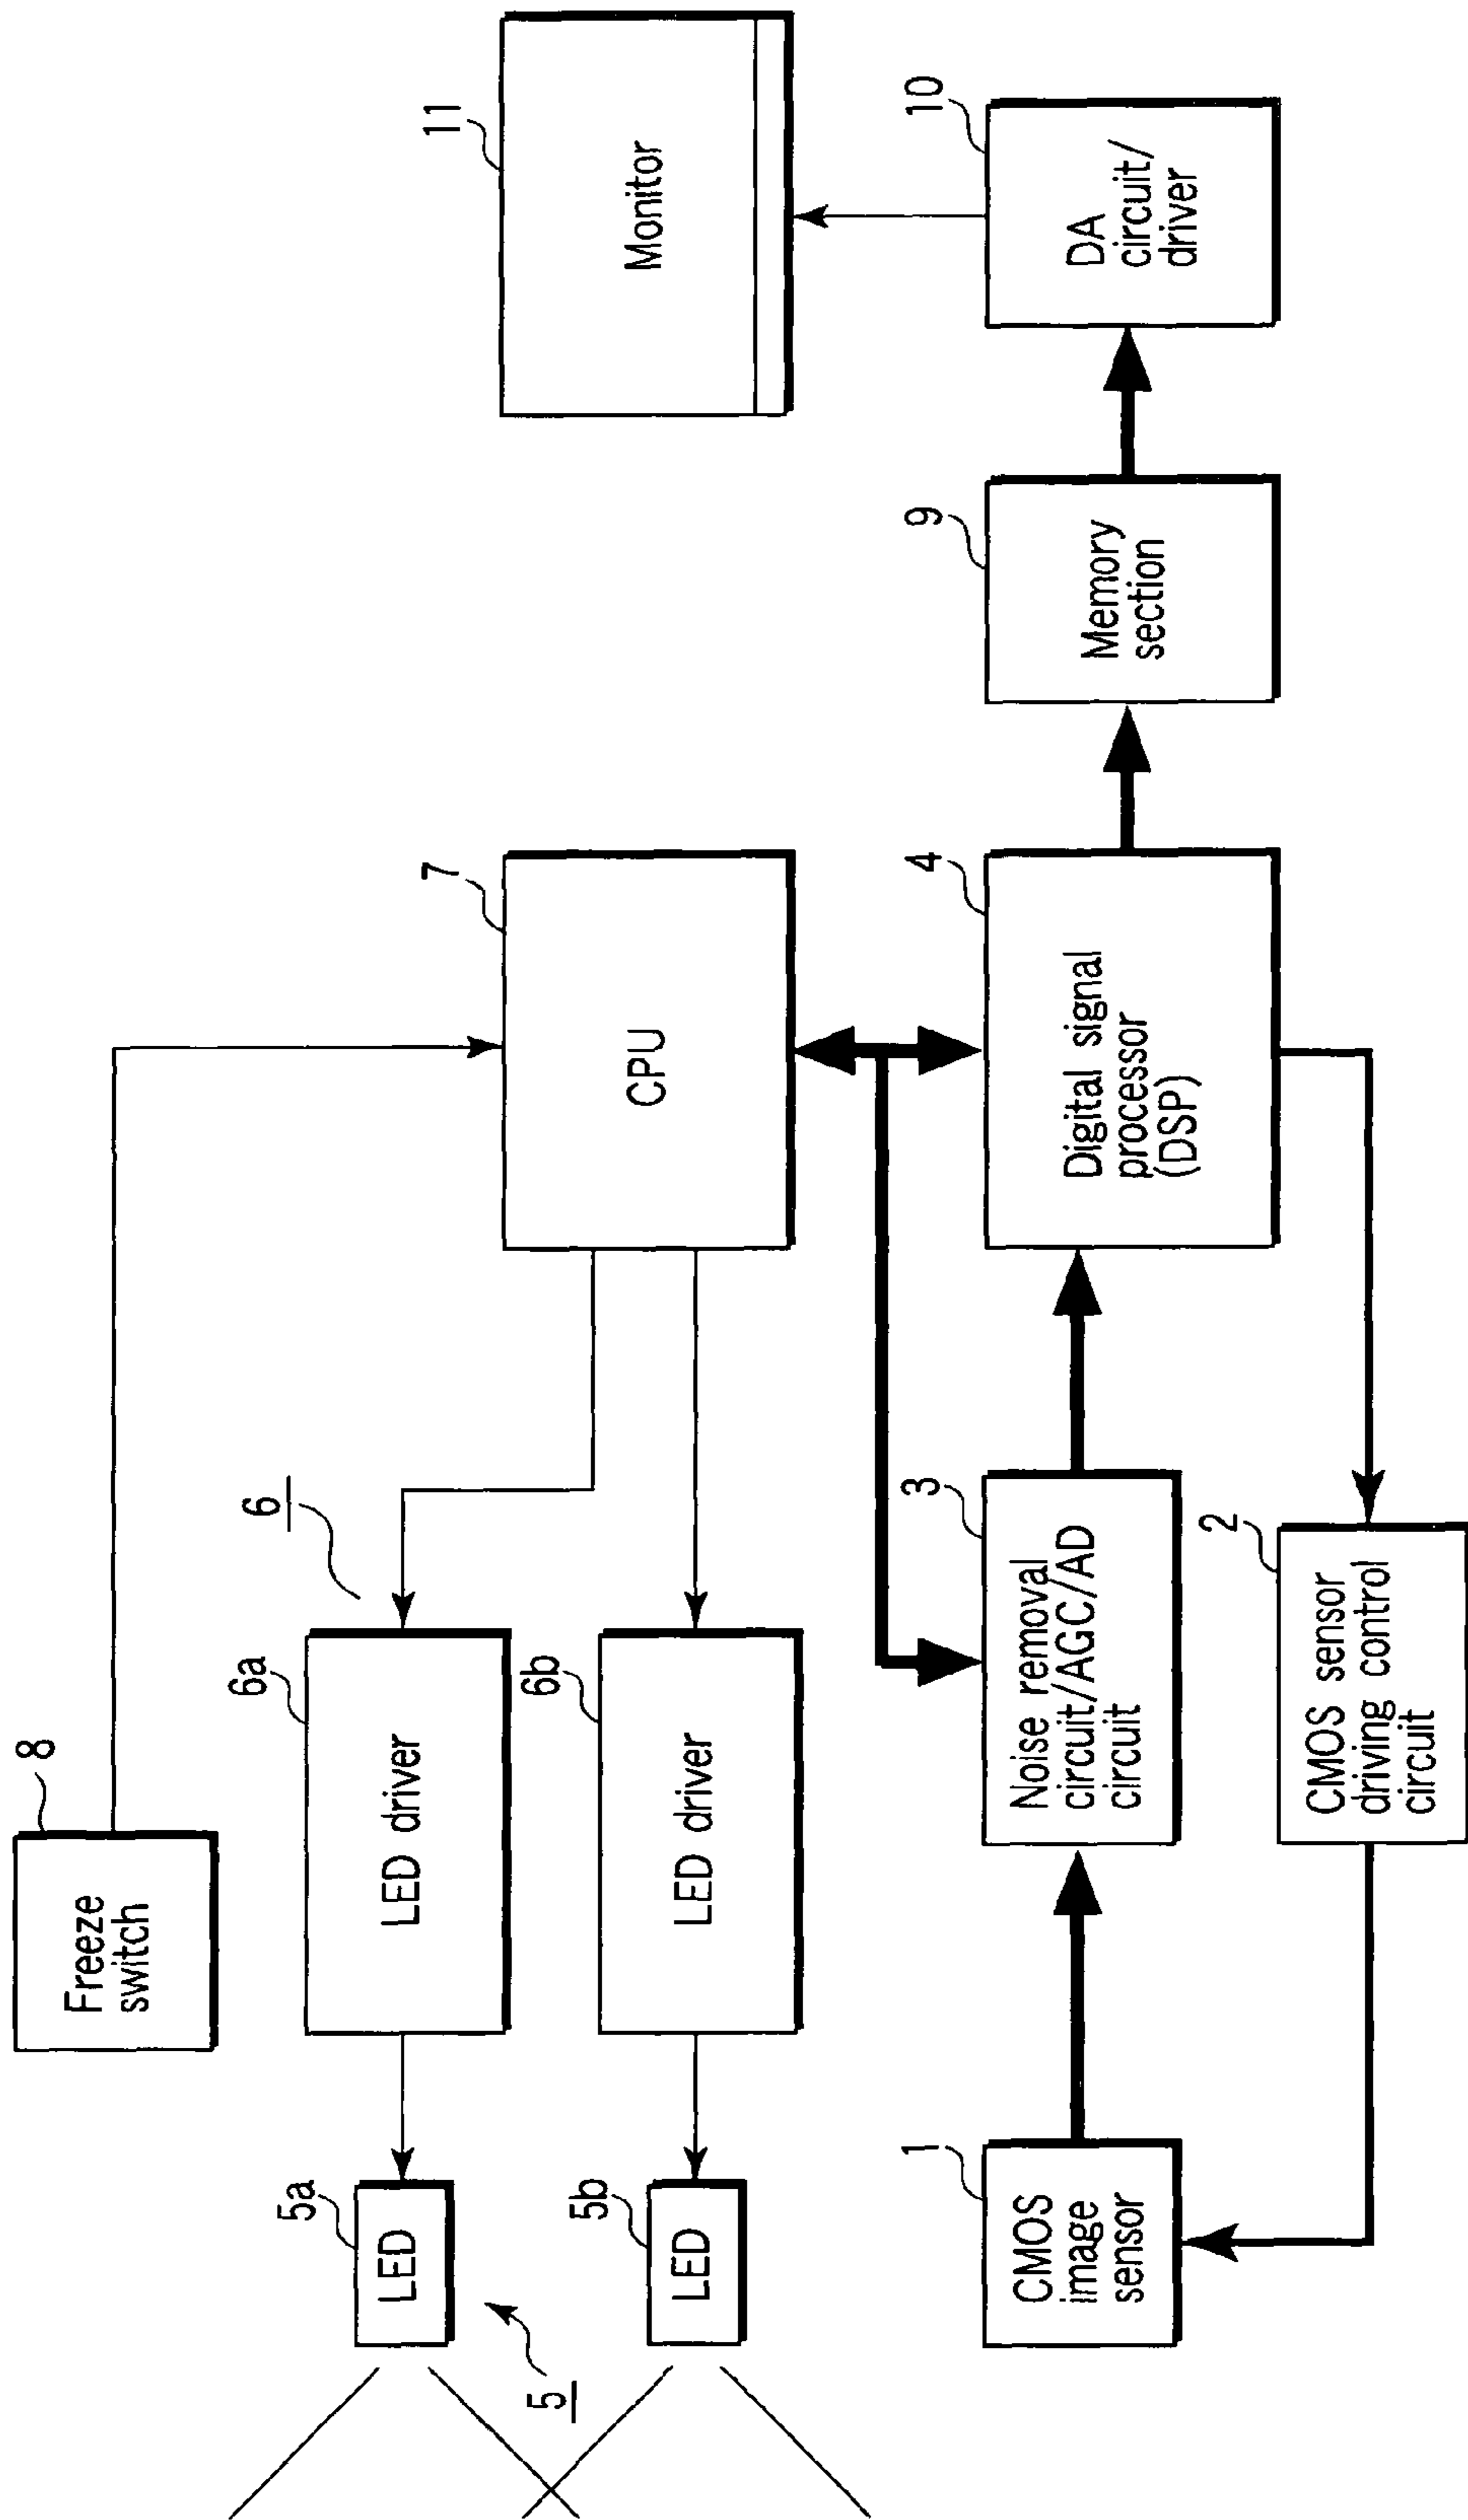 8
Freeze
switch
6
5a
LED
6a
LED driver
7
CPU
11
Monitor
5b
LED
6b
LED driver
5
1
CMOS
image
sensor
3
Noise removal
circuit/AGC/AD
circuit
4
Digital signal
processor
(DSP)
9
Memory
section
10
DA
circuit/
driver
2
CMOS sensor
driving control
circuit